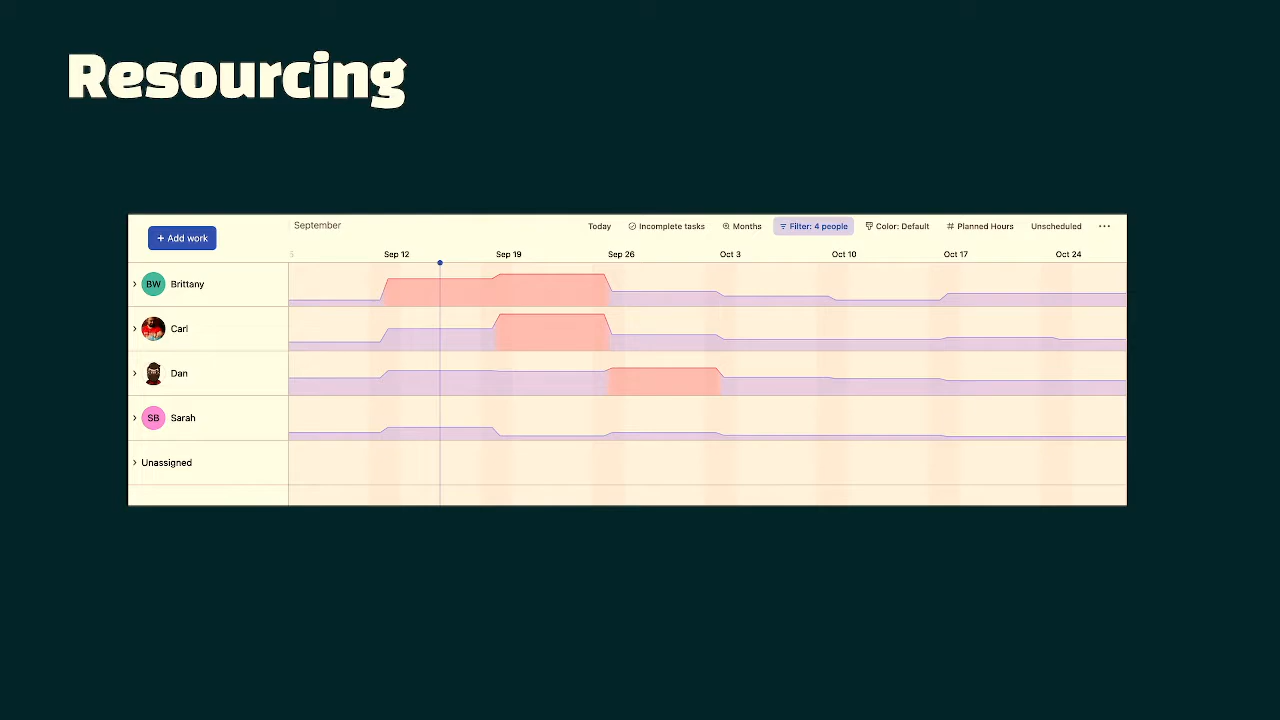 Resourcing
+ Add work
September
Today
Incomplete tasks
Months
Filter: 4 people
Color: Default
# Planned Hours
Unscheduled
5
Sep 12
Sep 19
Sep 26
Oct 3
Oct 10
Oct 17
Oct 24
BW Brittany
Carl
Dan
SB Sarah
Unassigned